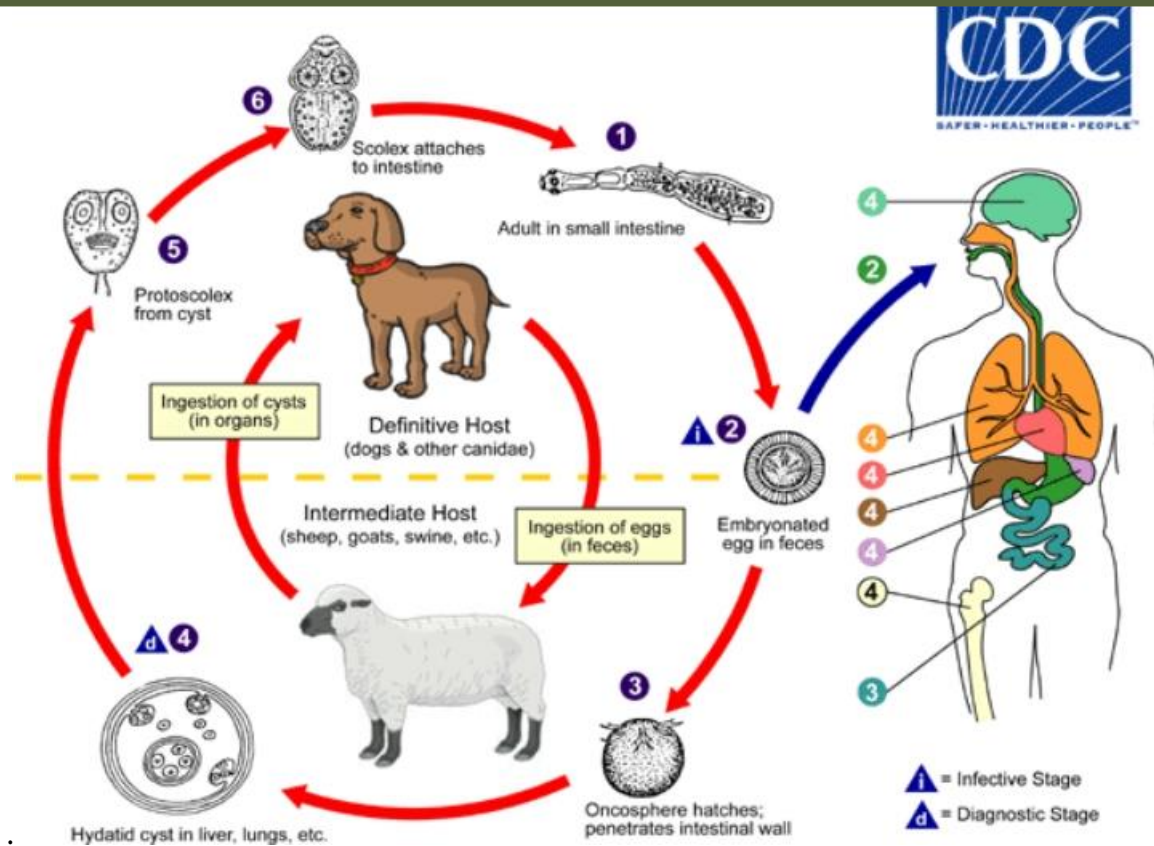 CDC
SAFER • HEALTHIER • PEOPLE™
6
Scolex attaches
to intestine
1
Adult in small intestine
5
Protoscolex
from cyst
Ingestion of cysts
(in organs)
Definitive Host
(dogs & other canidae)
i 2
Embryonated
egg in feces
Intermediate Host
(sheep, goats, swine, etc.)
Ingestion of eggs
(in feces)
d 4
Hydatid cyst in liver, lungs, etc.
3
Oncosphere hatches;
penetrates intestinal wall
4
2
4
4
4
4
4
3
i = Infective Stage
d = Diagnostic Stage
.